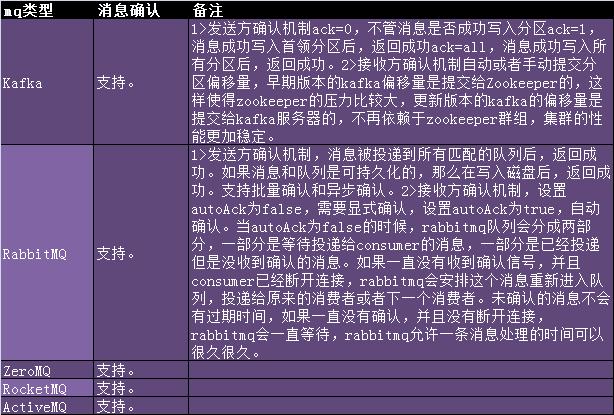 mq类型 消息确认 备注
1>发送方确认机制ack=0，不管消息是否成功写入分区ack=1，
消息成功写入首领分区后，返回成功ack=all，消息成功写入所
有分区后，返回成功。2>接收方确认机制自动或者手动提交分
区偏移量，早期版本的kafka偏移量是提交给Zookeeper的，这
样使得zookeeper的压力比较大，更新版本的kafka的偏移量是
提交给kafka服务器的，不再依赖于zookeeper群组，集群的性
能更加稳定。
Kafka 支持。
1>发送方确认机制，消息被投递到所有匹配的队列后，返回成
功。如果消息和队列是可持久化的，那么在写入磁盘后，返回成
功。支持批量确认和异步确认。2>接收方确认机制，设置
autoAck为false，需要显式确认，设置autoAck为true，自动
确认。当autoAck为false的时候，rabbitmq队列会分成两部
分，一部分是等待投递给consumer的消息，一部分是已经投递
但是没收到确认的消息。如果一直没有收到确认信号，并且
consumer已经断开连接，rabbitmq会安排这个消息重新进入队
列，投递给原来的消费者或者下一个消费者。未确认的消息不会
有过期时间，如果一直没有确认，并且没有断开连接，
rabbitmq会一直等待，rabbitmq允许一条消息处理的时间可以
很久很久。
RabbitMQ 支持。
ZeroMQ 支持。
RocketMQ 支持。
ActiveMQ 支持。